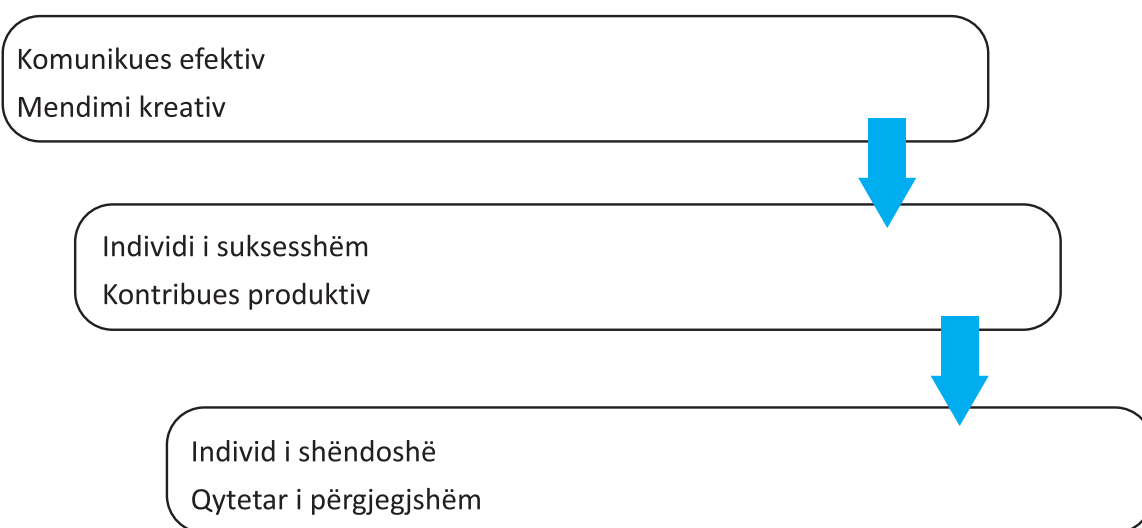 Komunikues efektiv
Mendimi kreativ
Individi i suksesshëm
Kontribues produktiv
Individ i shëndoshë
Qytetar i përgjegjshëm